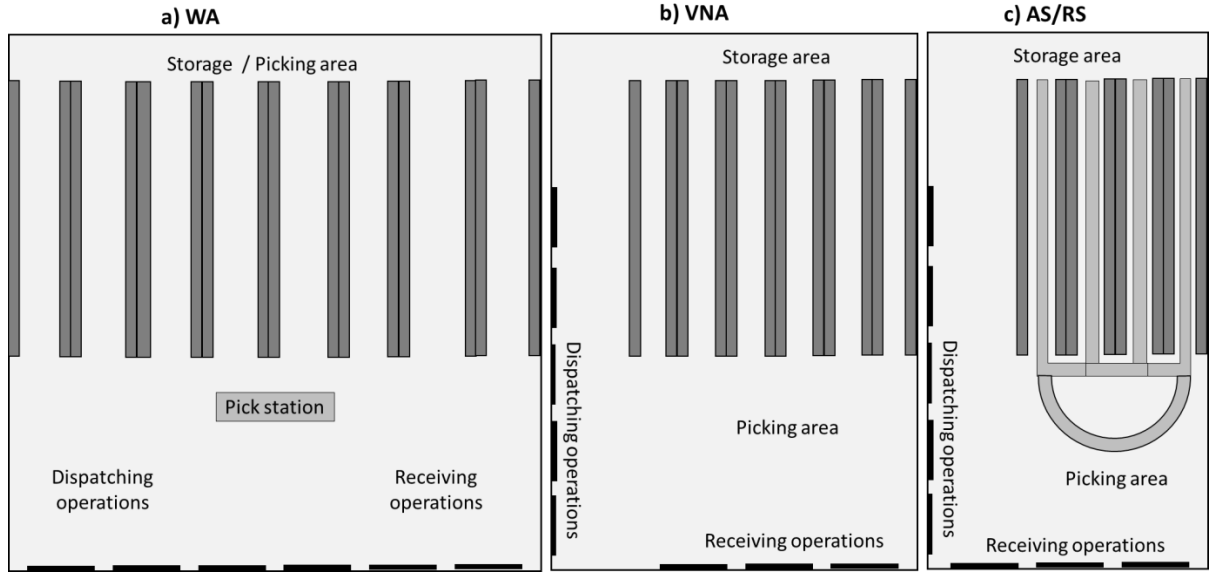 a) WA
Storage / Picking area
Pick station
Dispatching
operations
Receiving
operations
b) VNA
Storage area
Dispatching operations
Picking area
Receiving operations
c) AS/RS
Storage area
Dispatching operations
Picking area
Receiving operations